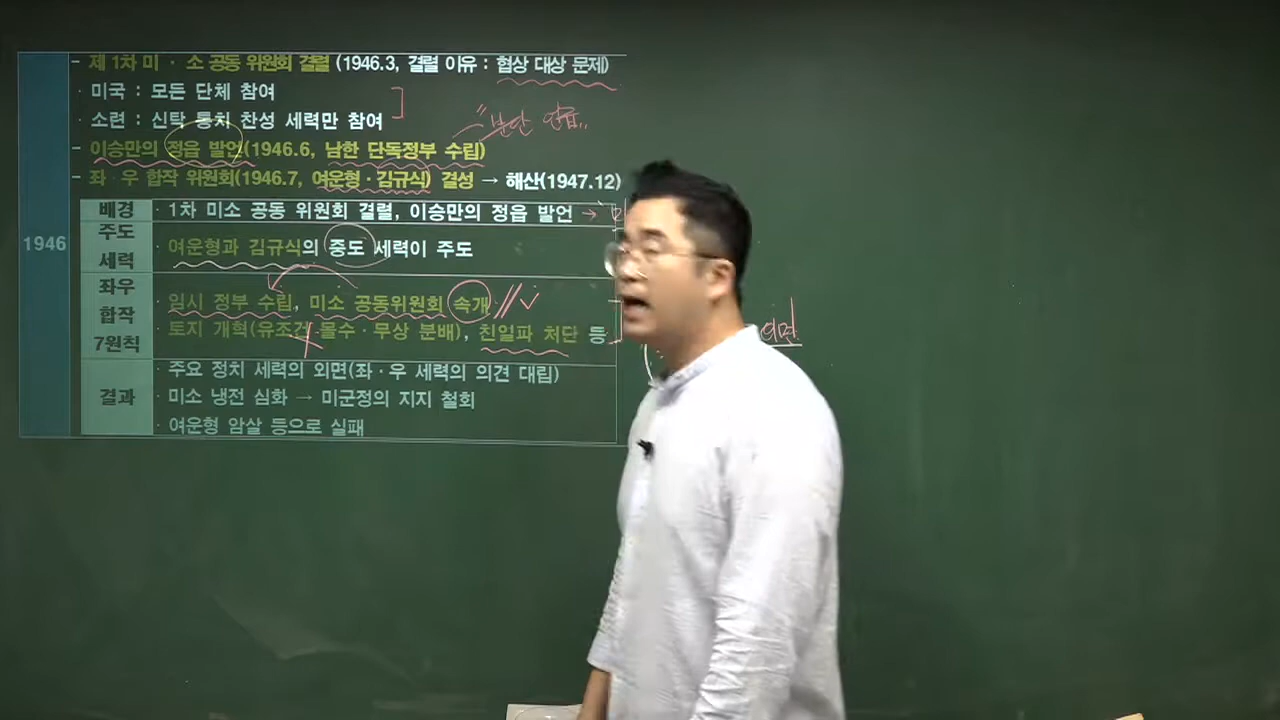 - 제 1차 미 · 소 공동 위원회 결렬 (1946.3, 결렬 이유 : 협상 대상 문제)
· 미국 : 모든 단체 참여
· 소련 : 신탁 통치 찬성 세력만 참여
"분단
- 이승만의 정읍 발언(1946.6, 남한 단독정부 수립)
- 좌 · 우 합작 위원회(1946.7, 여운형 · 김규식) 결성 → 해산(1947.12)
1946
배경
· 1차 미소 공동 위원회 결렬, 이승만의 정읍 발언 →
주도
세력
· 여운형과 김규식의 중도 세력이 주도
좌우
합작
7원칙
· 임시 정부 수립, 미소 공동위원회 속개
· 토지 개혁(유조건 몰수 · 무상 분배), 친일파 처단 등
외면
결과
· 주요 정치 세력의 외면(좌 · 우 세력의 의견 대립)
· 미소 냉전 심화 → 미군정의 지지 철회
· 여운형 암살 등으로 실패